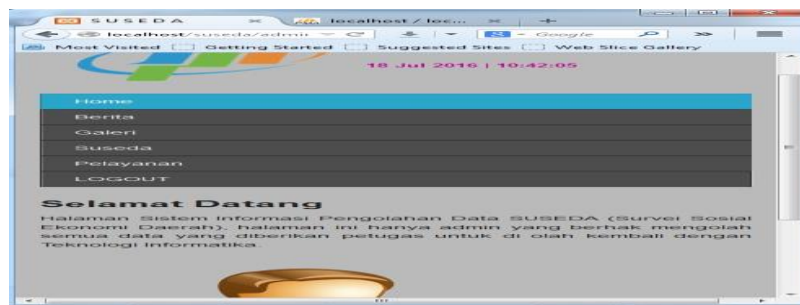 SUSEDA
localhost / loc...
localhost/suseda/admin
Google
Most Visited Getting Started Suggested Sites Web Slice Gallery
18 Jul 2016 | 10:42:05
Home
Berita
Galeri
Suseda
Pelayanan
LOGOUT
Selamat Datang
Halaman Sistem Informasi Pengolahan Data SUSEDA (Survei Sosial
Ekonomi Daerah), halaman ini hanya admin yang berhak mengolah
semua data yang diberikan petugas untuk di olah kembali dengan
Teknologi Informatika.